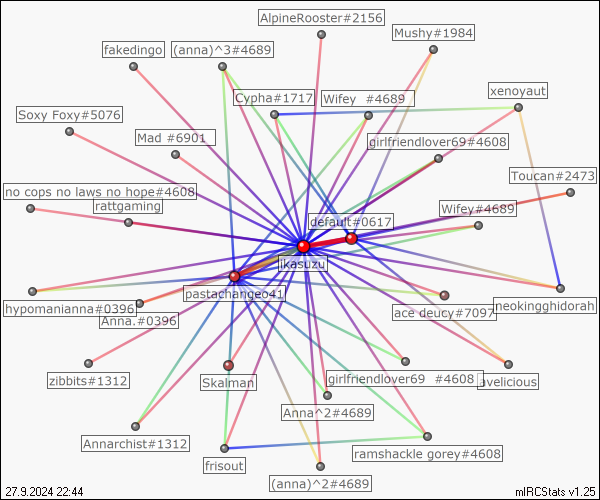 AlpineRooster#2156
Mushy#1984
fakedingo
(anna)^3#4689
xenoyaut
Cypha#1717
Wifey #4689
Soxy Foxy#5076
Mad #6901
girlfriendlover69#4608
Toucan#2473
no cops no laws no hope#4608
rattgaming
Wifey#4689
default#0617
ikasuzu
pastachangeo41
hypomanianna#0396
ace deucy#7097
neokingghidorah
Anna.#0396
zibbits#1312
Skalman
girlfriendlover69 #4608
avelicious
Anna^2#4689
Annarchist#1312
ramshackle gorey#4608
frisout
(anna)^2#4689
27.9.2024 22:44
mIRCStats v1.25